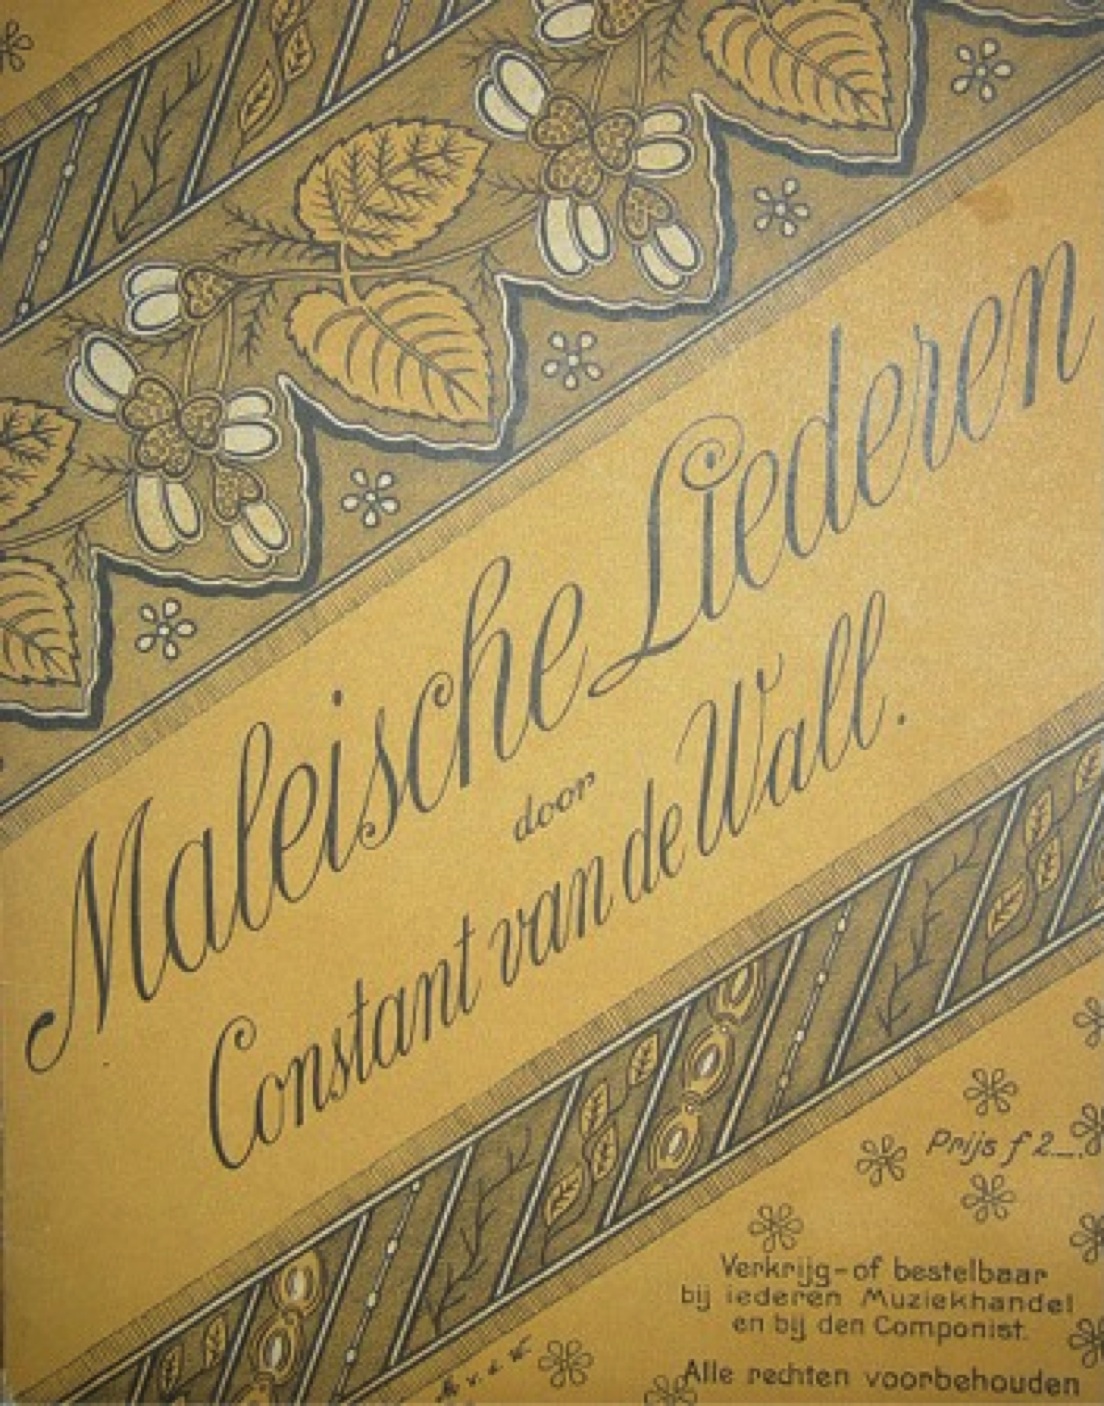 Maleische Liederen
door
Constant van de Wall.
Prijs f 2._.
Verkrijg-of bestelbaar
bij iederen Muziekhandel
en bij den Componist.
Alle rechten voorbehouden